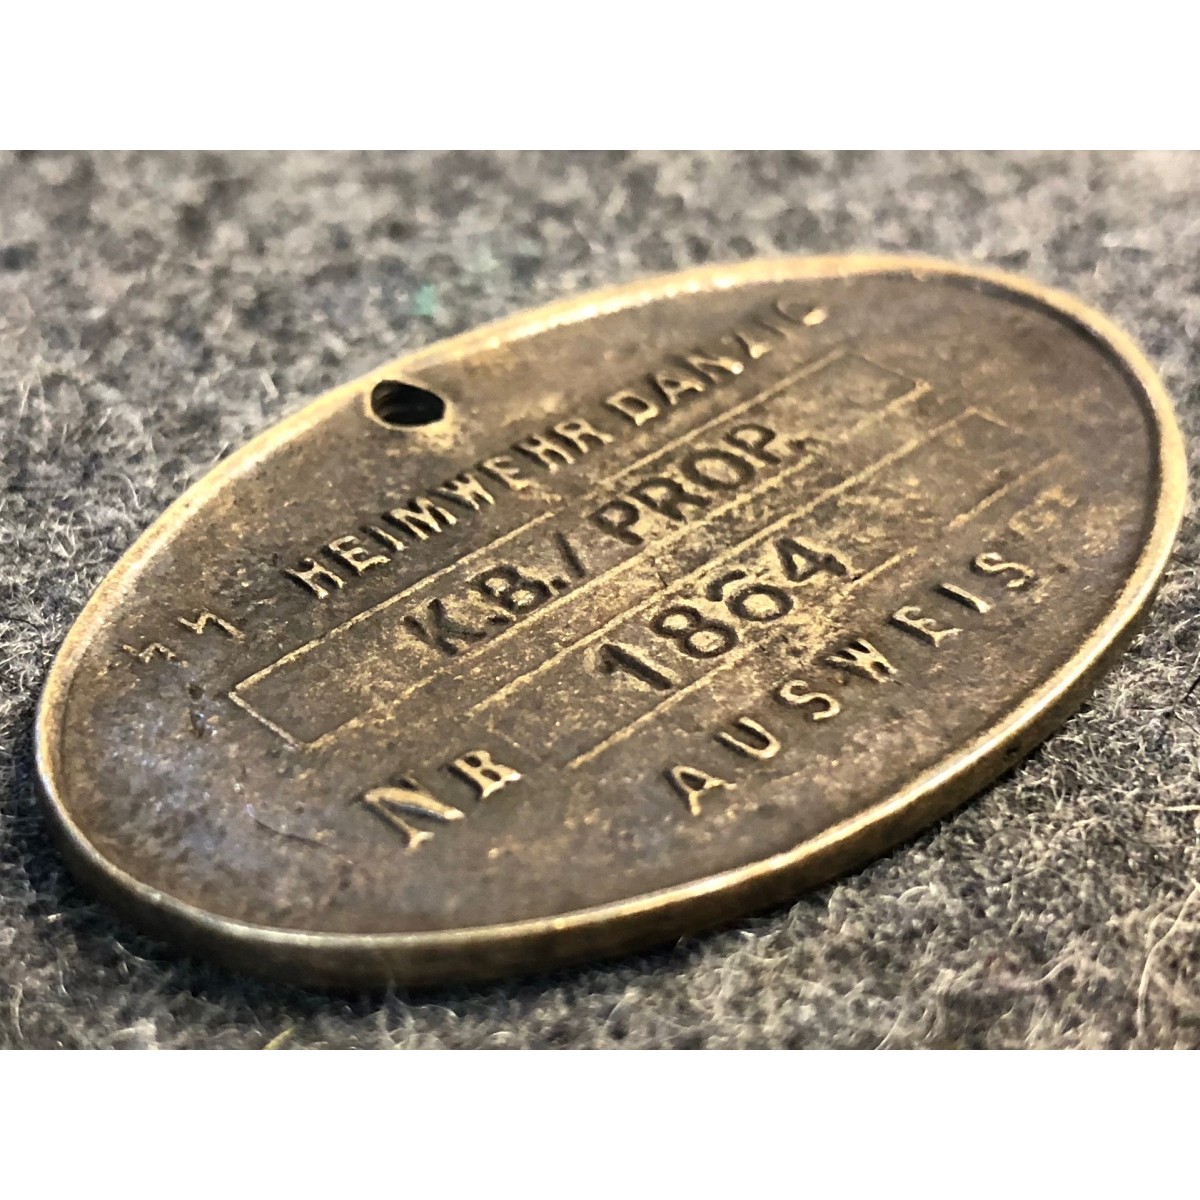 ᛋᛋ HEIMWEHR DANZIG
K.B./PROP.
NR 1864
AUSWEIS